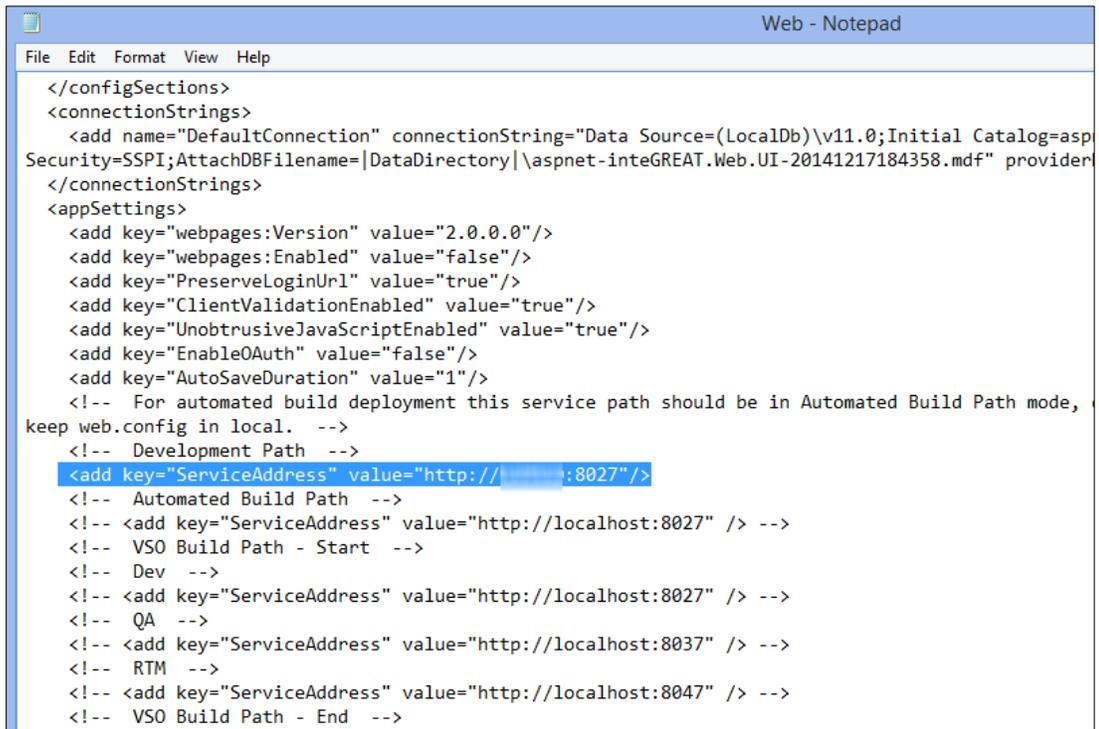 Web - Notepad
File Edit Format View Help
</configSections>
<connectionStrings>
<add name="DefaultConnection" connectionString="Data Source=(LocalDb)\v11.0;Initial Catalog=asp
Security=SSPI;AttachDBFilename=|DataDirectory|\aspnet-inteGREAT.Web.UI-20141217184358.mdf" provider
</connectionStrings>
<appSettings>
<add key="webpages:Version" value="2.0.0.0"/>
<add key="webpages:Enabled" value="false"/>
<add key="PreserveLoginUrl" value="true"/>
<add key="ClientValidationEnabled" value="true"/>
<add key="UnobtrusiveJavaScriptEnabled" value="true"/>
<add key="EnableOAuth" value="false"/>
<add key="AutoSaveDuration" value="1"/>
<!-- For automated build deployment this service path should be in Automated Build Path mode,
keep web.config in local. -->
<!-- Development Path -->
<add key="ServiceAddress" value="http:// :8027"/>
<!-- Automated Build Path -->
<!-- <add key="ServiceAddress" value="http://localhost:8027" /> -->
<!-- VSO Build Path - Start -->
<!-- Dev -->
<!-- <add key="ServiceAddress" value="http://localhost:8027" /> -->
<!-- QA -->
<!-- <add key="ServiceAddress" value="http://localhost:8037" /> -->
<!-- RTM -->
<!-- <add key="ServiceAddress" value="http://localhost:8047" /> -->
<!-- VSO Build Path - End -->